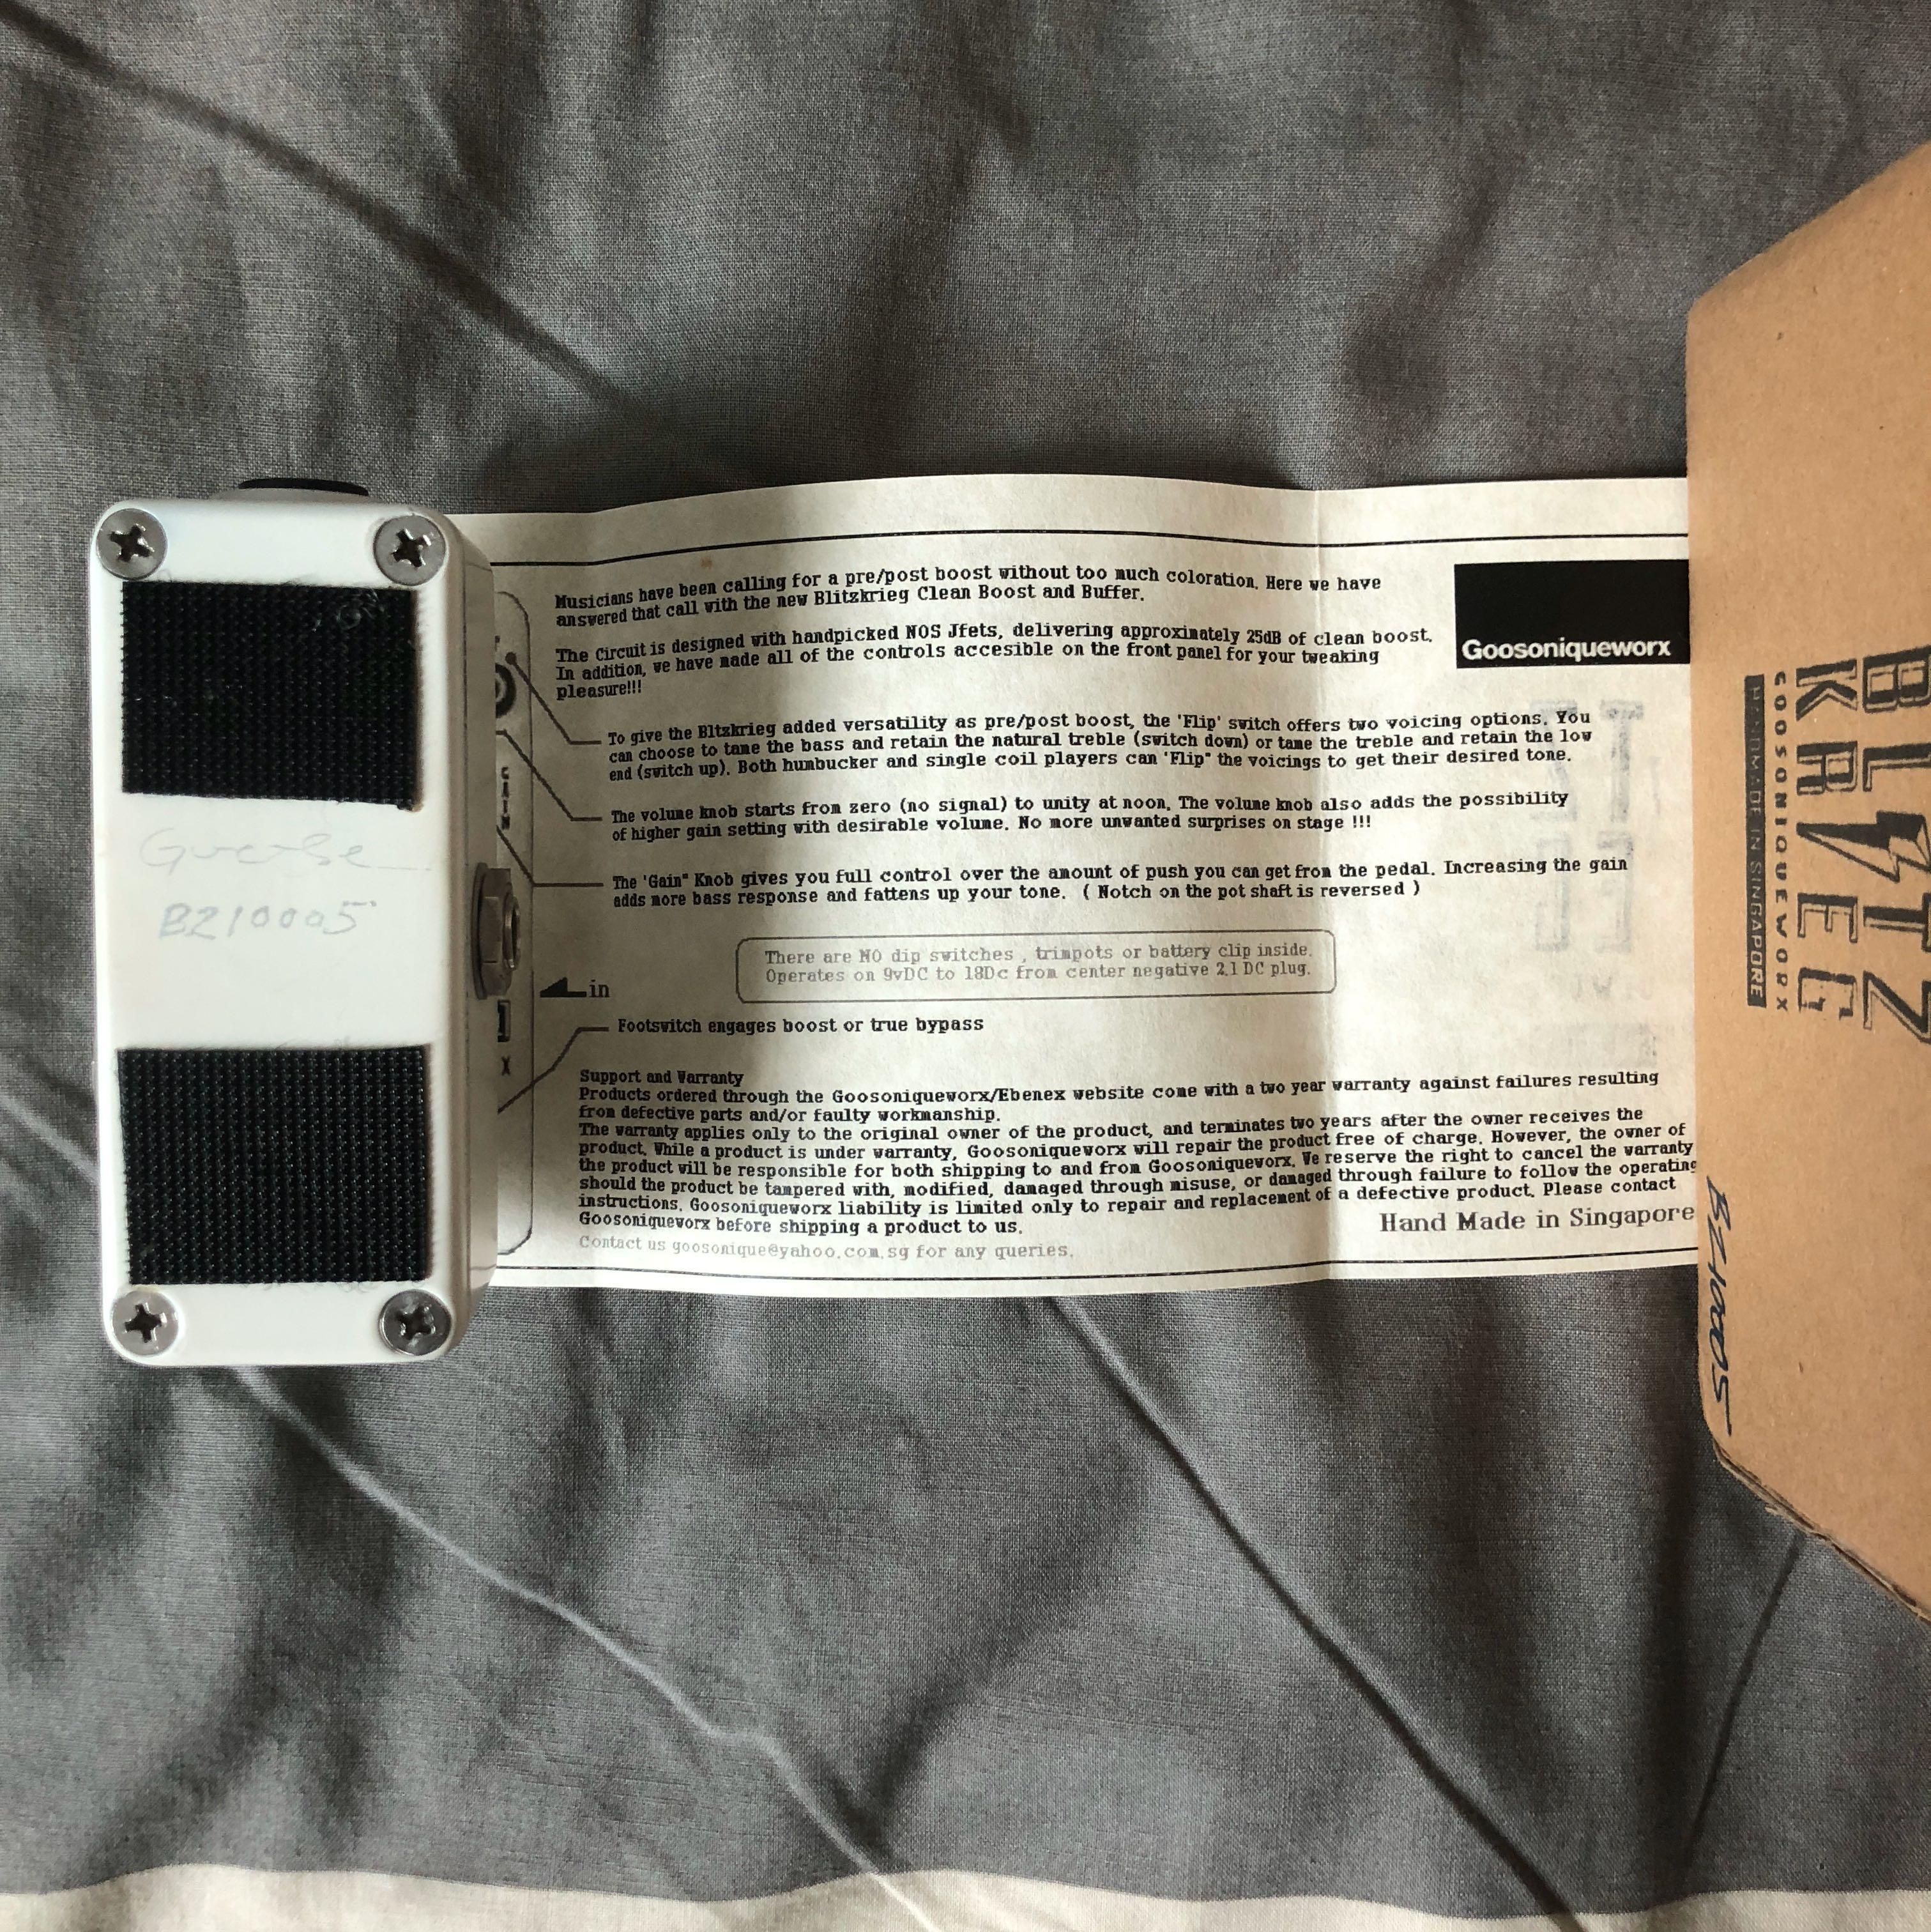 Musicians have been calling for a pre/post boost without too much coloration. Here we have
answered that call with the new Blitzkrieg Clean Boost and Buffer.
The Circuit is designed with handpicked NOS Jfets, delivering approximately 25dB of clean boost.
In addition, we have made all of the controls accesible on the front panel for your tweaking
pleasure!!!
Goosoniqueworx
To give the Bltzkrieg added versatility as pre/post boost, the 'Flip' switch offers two voicing options. You
can choose to tame the bass and retain the natural treble (switch down) or tame the treble and retain the low
end (switch up). Both humbucker and single coil players can 'Flip" the voicings to get their desired tone.
The volume knob starts from zero (no signal) to unity at noon. The volume knob also adds the possibility
of higher gain setting with desirable volume. No more unwanted surprises on stage !!!
The 'Gain" Knob gives you full control over the amount of push you can get from the pedal. Increasing the gain
adds more bass response and fattens up your tone. ( Notch on the pot shaft is reversed )
There are NO dip switches , trimpots or battery clip inside.
Operates on 9vDC to 18Dc from center negative 2.1 DC plug.
in
Footswitch engages boost or true bypass
Support and Warranty
Products ordered through the Goosoniqueworx/Ebenex website come with a two year warranty against failures resulting
from defective parts and/or faulty workmanship.
The warranty applies only to the original owner of the product, and terminates two years after the owner receives the
product. While a product is under warranty, Goosoniqueworx will repair the product free of charge. However, the owner of
the product will be responsible for both shipping to and from Goosoniqueworx. We reserve the right to cancel the warranty
should the product be tampered with, modified, damaged through misuse, or damaged through failure to follow the operating
instructions. Goosoniqueworx liability is limited only to repair and replacement of a defective product. Please contact
Goosoniqueworx before shipping a product to us.
Contact us goosonique@yahoo.com.sg for any queries.
Hand Made in Singapore
B210005
BLITZ
KRIEG
GOOSONIQUEWORX
HANDMADE IN SINGAPORE
BZ10005